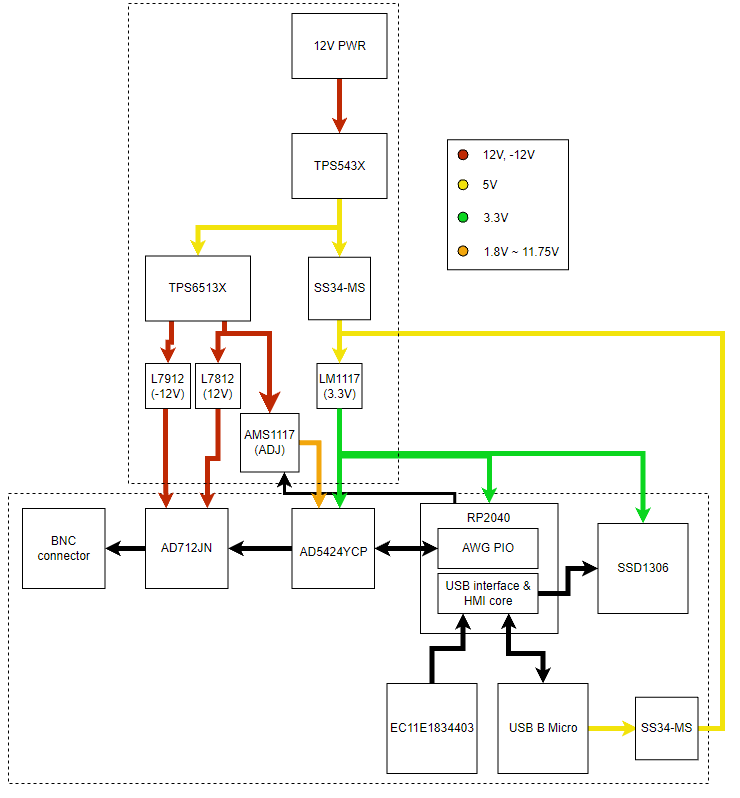 12V PWR
TPS543X
12V, -12V
5V
3.3V
1.8V ~ 11.75V
TPS6513X
SS34-MS
L7912
(-12V)
L7812
(12V)
LM1117
(3.3V)
AMS1117
(ADJ)
BNC
connector
AD712JN
AD5424YCP
RP2040
AWG PIO
USB interface &
HMI core
SSD1306
EC11E1834403
USB B Micro
SS34-MS